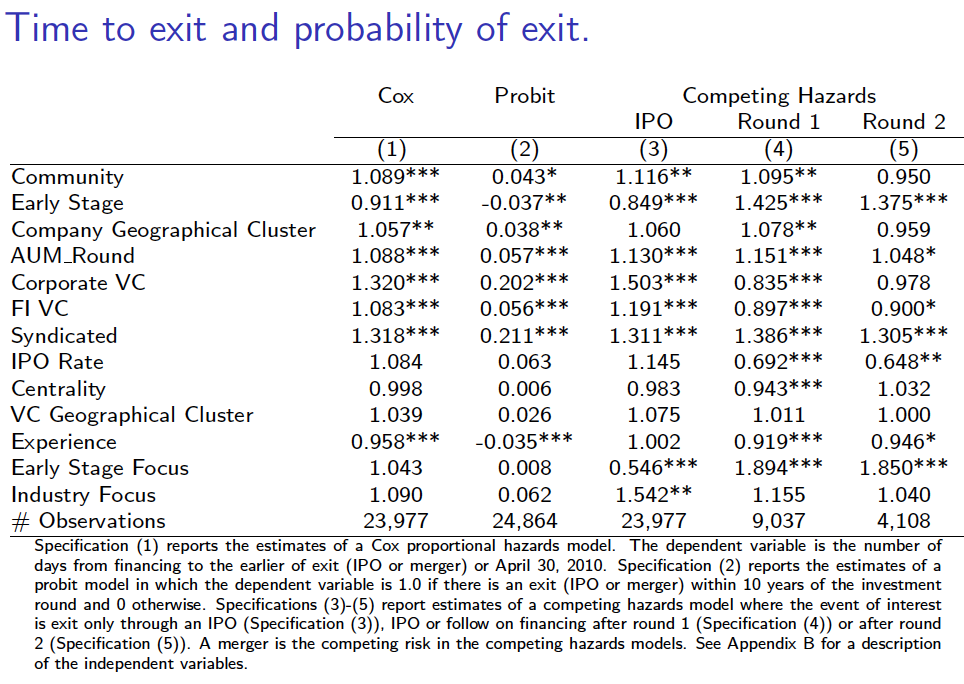 Time to exit and probability of exit.
Cox Probit Competing Hazards
IPO Round 1 Round 2
(1) (2) (3) (4) (5)
Community 1.089*** 0.043* 1.116** 1.095** 0.950
Early Stage 0.911*** -0.037** 0.849*** 1.425*** 1.375***
Company Geographical Cluster 1.057** 0.038** 1.060 1.078** 0.959
AUM_Round 1.088*** 0.057*** 1.130*** 1.151*** 1.048*
Corporate VC 1.320*** 0.202*** 1.503*** 0.835*** 0.978
FI VC 1.083*** 0.056*** 1.191*** 0.897*** 0.900*
Syndicated 1.318*** 0.211*** 1.311*** 1.386*** 1.305***
IPO Rate 1.084 0.063 1.145 0.692*** 0.648**
Centrality 0.998 0.006 0.983 0.943*** 1.032
VC Geographical Cluster 1.039 0.026 1.075 1.011 1.000
Experience 0.958*** -0.035*** 1.002 0.919*** 0.946*
Early Stage Focus 1.043 0.008 0.546*** 1.894*** 1.850***
Industry Focus 1.090 0.062 1.542** 1.155 1.040
# Observations 23,977 24,864 23,977 9,037 4,108
Specification (1) reports the estimates of a Cox proportional hazards model. The dependent variable is the number of
days from financing to the earlier of exit (IPO or merger) or April 30, 2010. Specification (2) reports the estimates of a
probit model in which the dependent variable is 1.0 if there is an exit (IPO or merger) within 10 years of the investment
round and 0 otherwise. Specifications (3)-(5) report estimates of a competing hazards model where the event of interest
is exit only through an IPO (Specification (3)), IPO or follow on financing after round 1 (Specification (4)) or after round
2 (Specification (5)). A merger is the competing risk in the competing hazards models. See Appendix B for a description
of the independent variables.